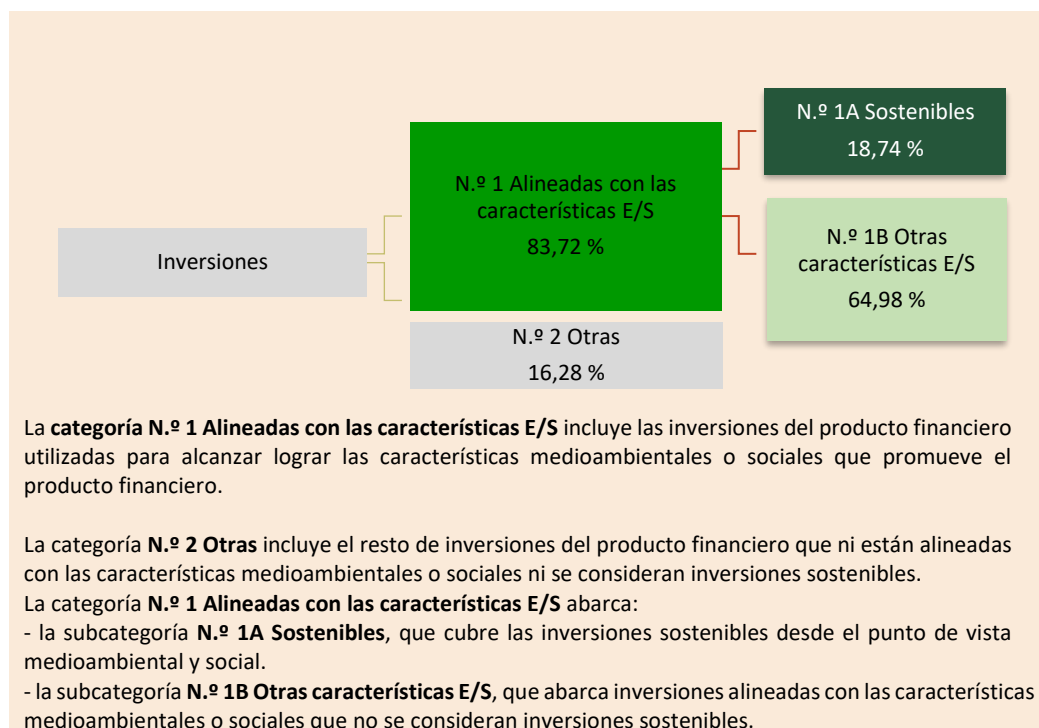 N.º 1A Sostenibles
18,74 %
N.º 1 Alineadas con las
características E/S
83,72 %
N.º 1B Otras
características E/S
64,98 %
Inversiones
N.º 2 Otras
16,28 %
La categoría N.º 1 Alineadas con las características E/S incluye las inversiones del producto financiero
utilizadas para alcanzar lograr las características medioambientales o sociales que promueve el
producto financiero.
La categoría N.º 2 Otras incluye el resto de inversiones del producto financiero que ni están alineadas
con las características medioambientales o sociales ni se consideran inversiones sostenibles.
La categoría N.º 1 Alineadas con las características E/S abarca:
- la subcategoría N.º 1A Sostenibles, que cubre las inversiones sostenibles desde el punto de vista
medioambiental y social.
- la subcategoría N.º 1B Otras características E/S, que abarca inversiones alineadas con las características
medioambientales o sociales que no se consideran inversiones sostenibles.